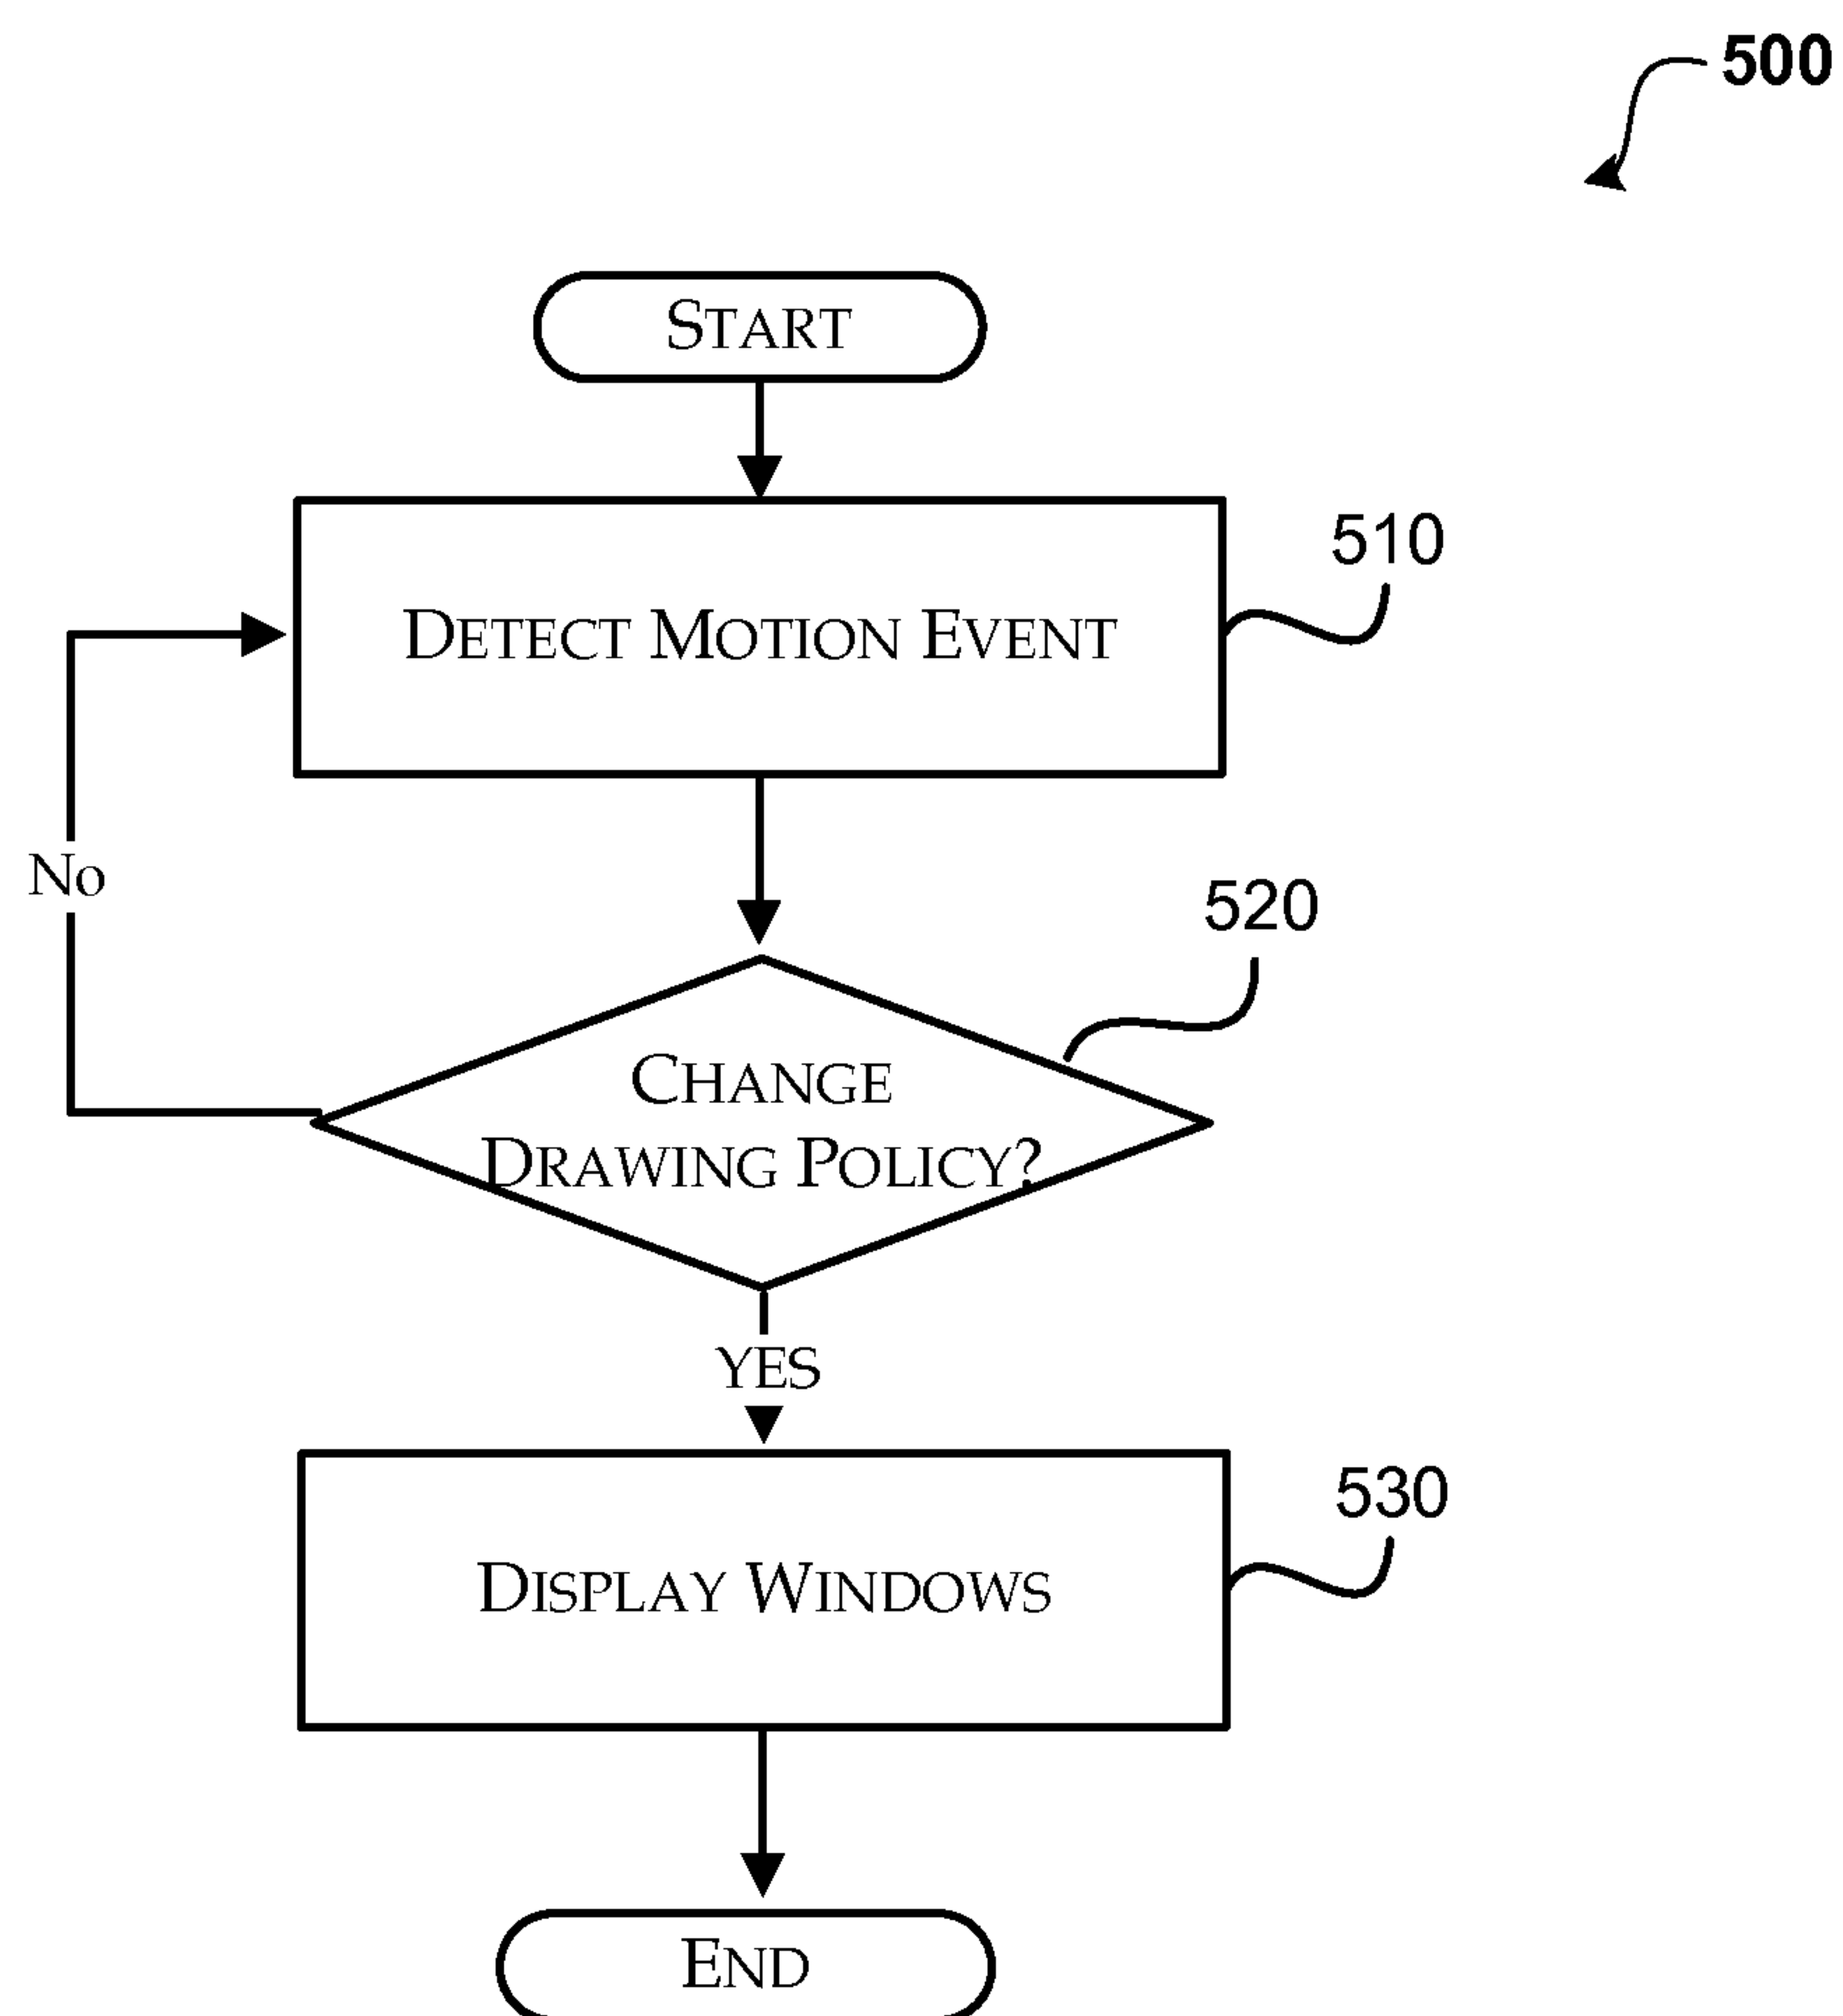 500
START
510
DETECT MOTION EVENT
No
520
CHANGE
DRAWING POLICY?
YES
530
DISPLAY WINDOWS
END